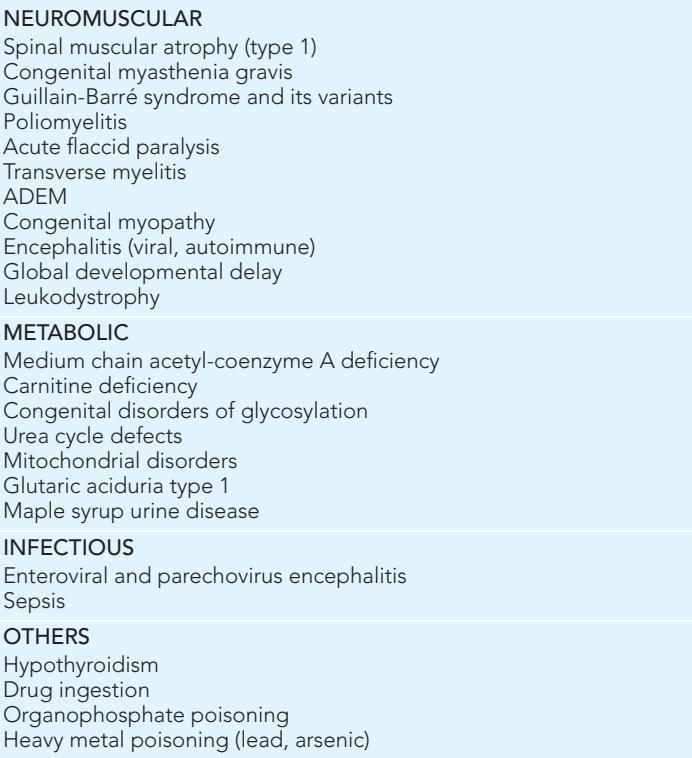 NEUROMUSCULAR
Spinal muscular atrophy (type 1)
Congenital myasthenia gravis
Guillain-Barré syndrome and its variants
Poliomyelitis
Acute flaccid paralysis
Transverse myelitis
ADEM
Congenital myopathy
Encephalitis (viral, autoimmune)
Global developmental delay
Leukodystrophy
METABOLIC
Medium chain acetyl-coenzyme A deficiency
Carnitine deficiency
Congenital disorders of glycosylation
Urea cycle defects
Mitochondrial disorders
Glutaric aciduria type 1
Maple syrup urine disease
INFECTIOUS
Enteroviral and parechovirus encephalitis
Sepsis
OTHERS
Hypothyroidism
Drug ingestion
Organophosphate poisoning
Heavy metal poisoning (lead, arsenic)